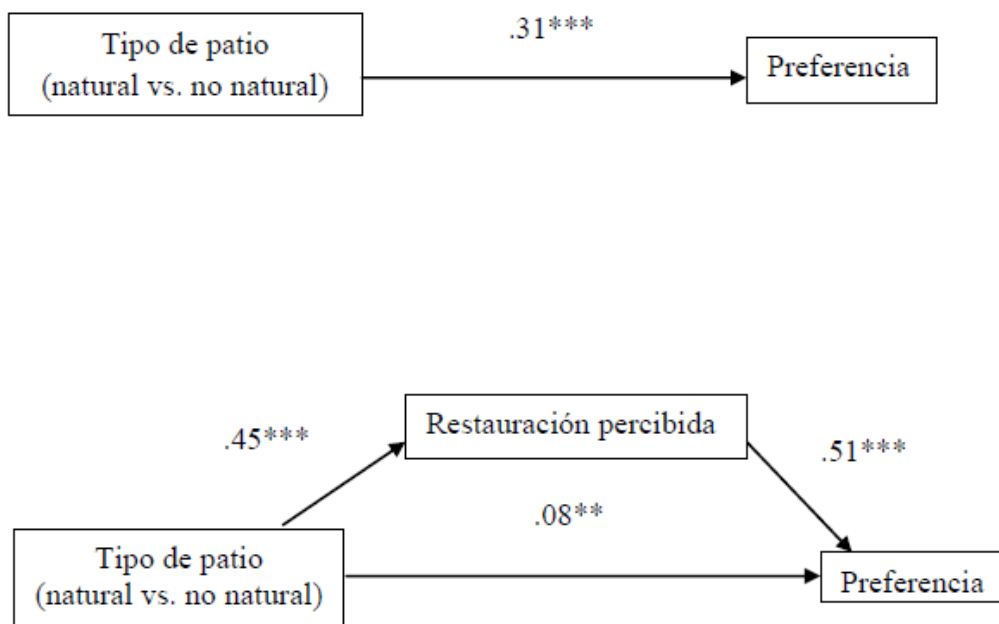 .31***
Tipo de patio
(natural vs. no natural)
Preferencia
Restauración percibida
.45***
.51***
.08**
Tipo de patio
(natural vs. no natural)
Preferencia